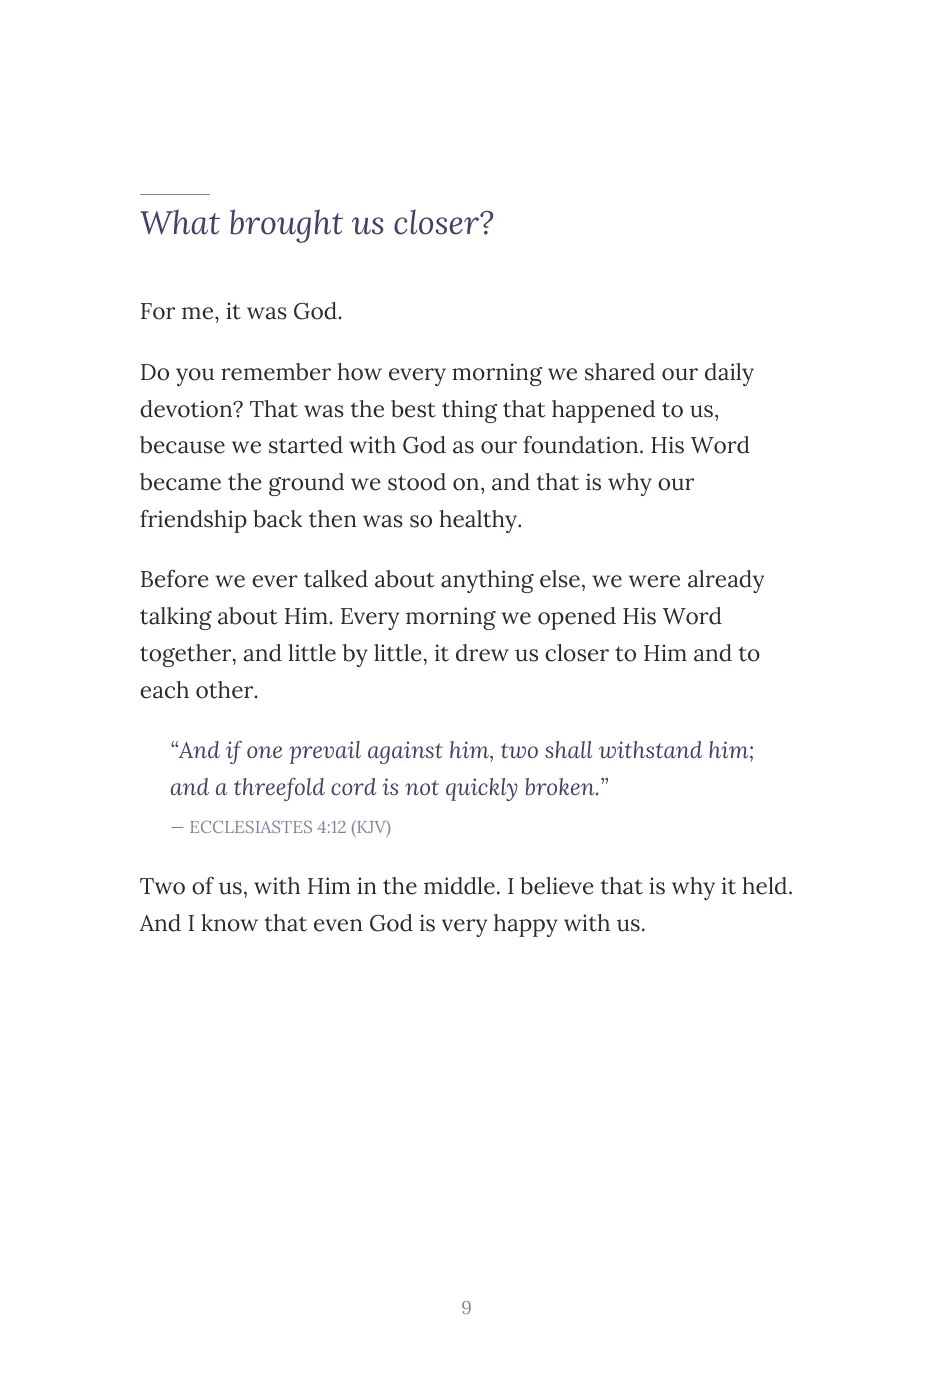 What brought us closer?
For me, it was God.
Do you remember how every morning we shared our daily
devotion? That was the best thing that happened to us,
because we started with God as our foundation. His Word
became the ground we stood on, and that is why our
friendship back then was so healthy.
Before we ever talked about anything else, we were already
talking about Him. Every morning we opened His Word
together, and little by little, it drew us closer to Him and to
each other.
“And if one prevail against him, two shall withstand him;
and a threefold cord is not quickly broken.”
— ECCLESIASTES 4:12 (KJV)
Two of us, with Him in the middle. I believe that is why it held.
And I know that even God is very happy with us.
9